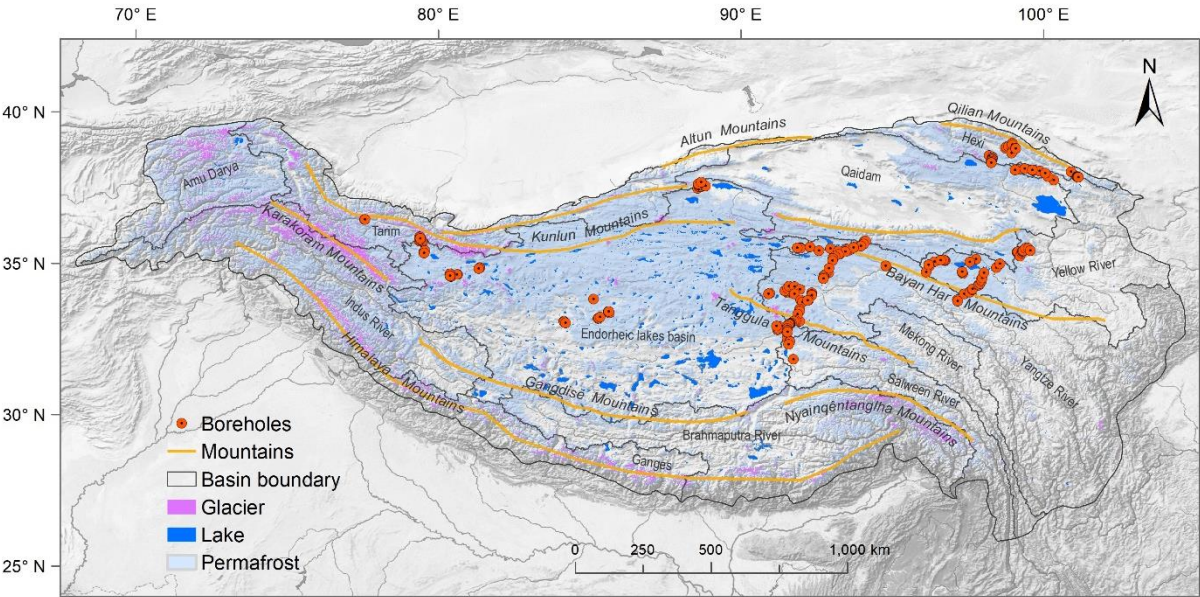 70° E 80° E 90° E 100° E
N
40° N
35° N
30° N
25° N
Qilian Mountains
Altun Mountains
Hexi
Qaidam
Amu Darya
Karakoram Mountains
Tarim
Kunlun Mountains
Yellow River
Bayan Har Mountains
Indus River
Tanggula Mountains
Endorheic lakes basin
Mekong River
Himalaya Mountains
Yangtze River
Gangdisê Mountains
Salween River
Nyainqêntanglha Mountains
Brahmaputra River
Ganges
Boreholes
Mountains
Basin boundary
Glacier
Lake
Permafrost
0 250 500 1,000 km